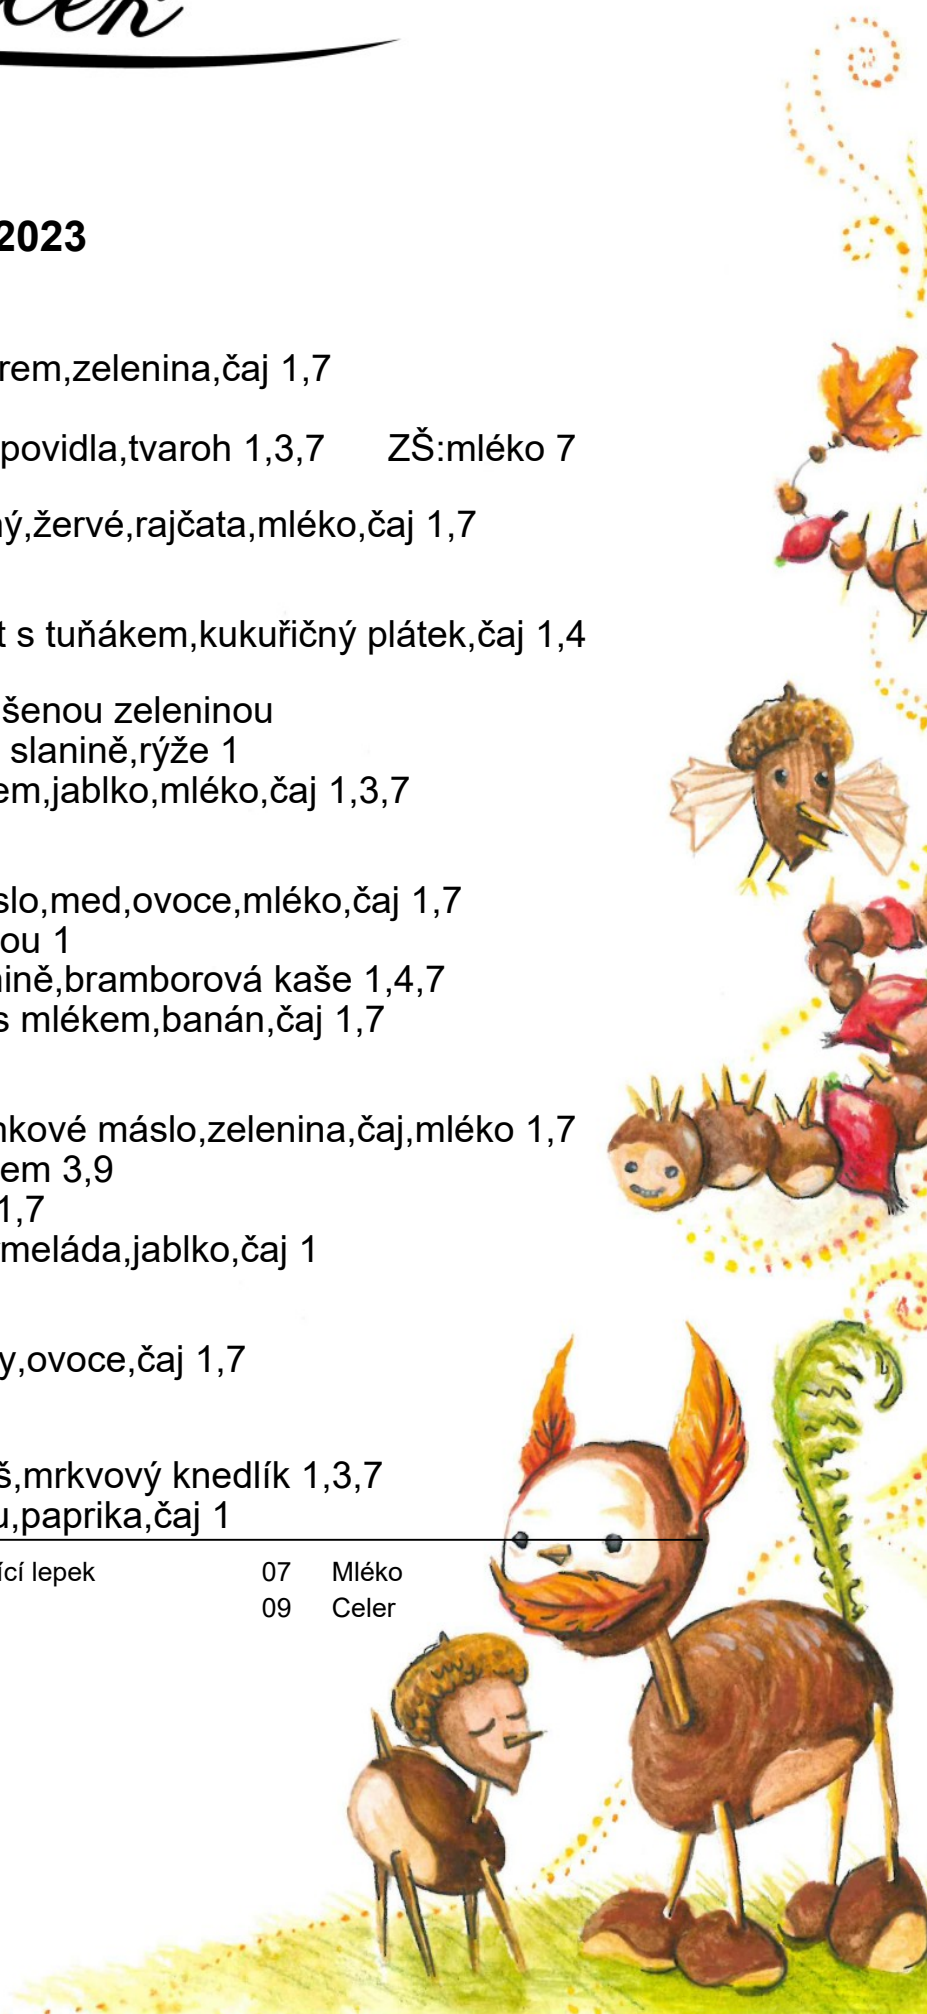 2023
rem,zelenina,čaj 1,7
povidla,tvaroh 1,3,7 ZŠ:mléko 7
ý,žervé,rajčata,mléko,čaj 1,7
t s tuňákem,kukuřičný plátek,čaj 1,4
šenou zeleninou
slanině,rýže 1
em,jablko,mléko,čaj 1,3,7
slo,med,ovoce,mléko,čaj 1,7
ou 1
nině,bramborová kaše 1,4,7
s mlékem,banán,čaj 1,7
nkové máslo,zelenina,čaj,mléko 1,7
em 3,9
1,7
meláda,jablko,čaj 1
y,ovoce,čaj 1,7
š,mrkvový knedlík 1,3,7
u,paprika,čaj 1
ící lepek 07 Mléko
09 Celer